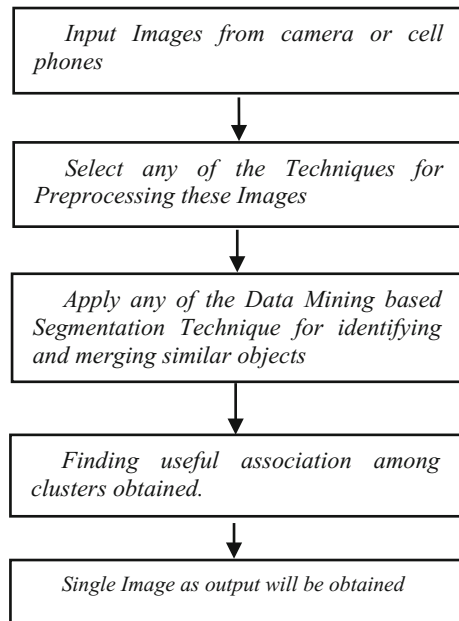 Input Images from camera or cell
phones
Select any of the Techniques for
Preprocessing these Images
Apply any of the Data Mining based
Segmentation Technique for identifying
and merging similar objects
Finding useful association among
clusters obtained.
Single Image as output will be obtained